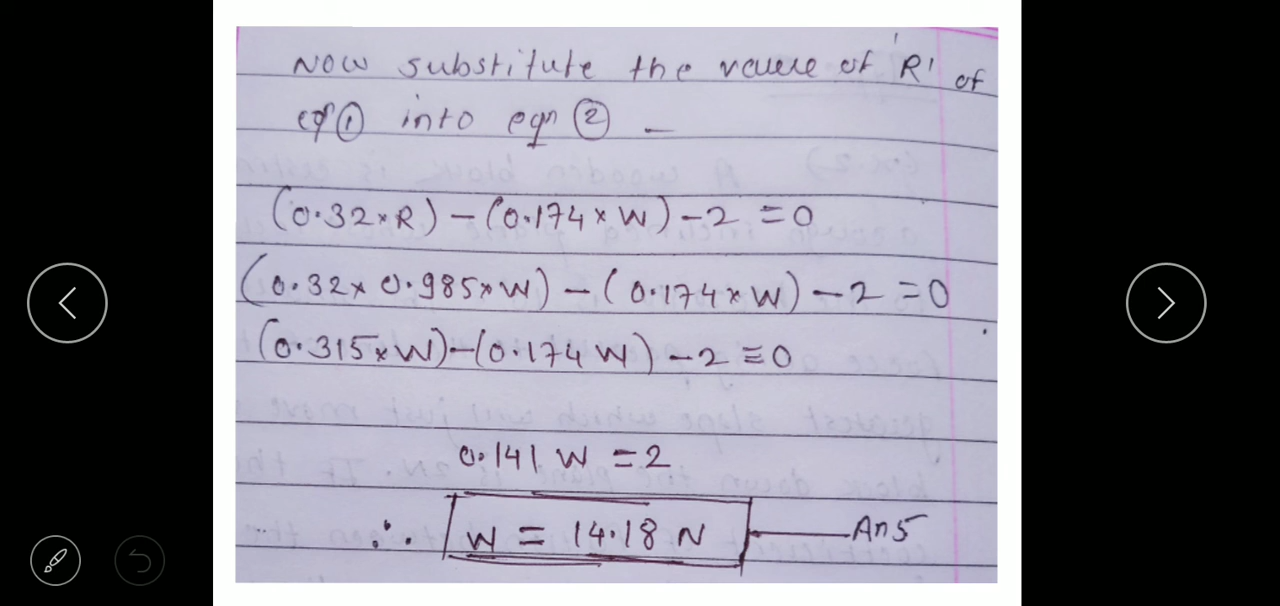 Now substitute the value of 'R' of
eqn ① into eqn ② —
(0.32×R) – (0.174×W) – 2 = 0
(0.32× 0.985×W) – (0.174×W) – 2 = 0
(0.315×W) – (0.174 W) – 2 = 0
0.141 W = 2
∴ W = 14.18 N ← Ans